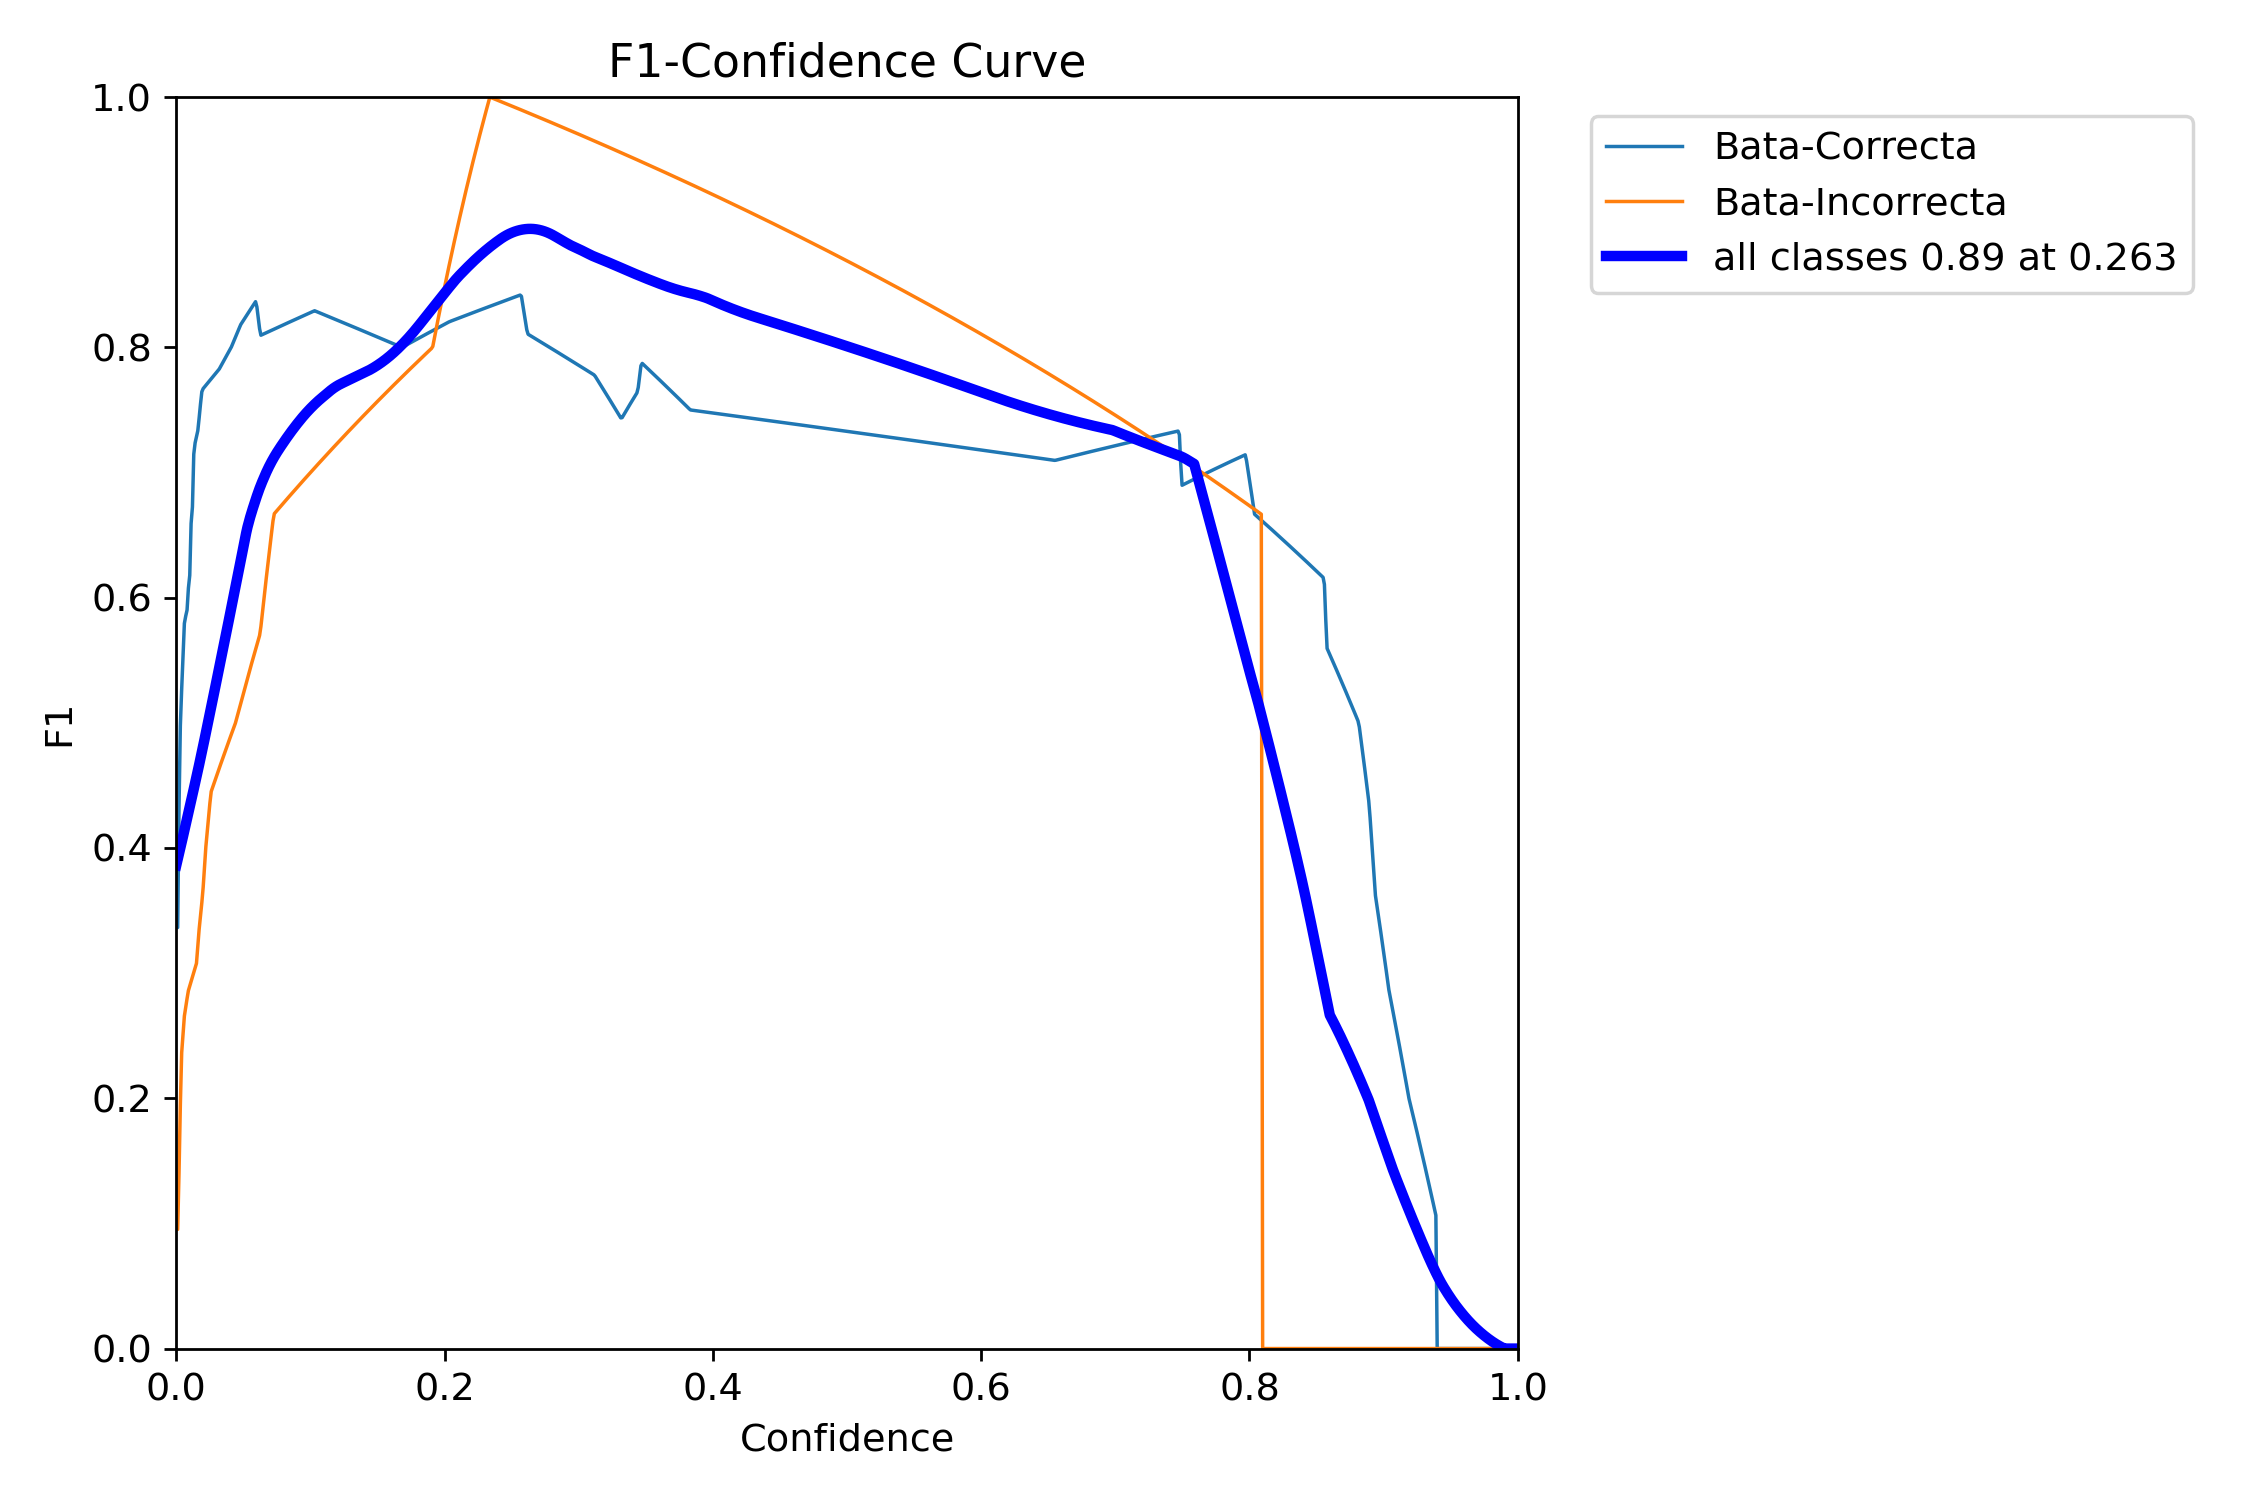 F1-Confidence Curve
1.0
0.8
0.6
0.4
0.2
0.0
F1
0.0 0.2 0.4 0.6 0.8 1.0
Confidence
Bata-Correcta
Bata-Incorrecta
all classes 0.89 at 0.263